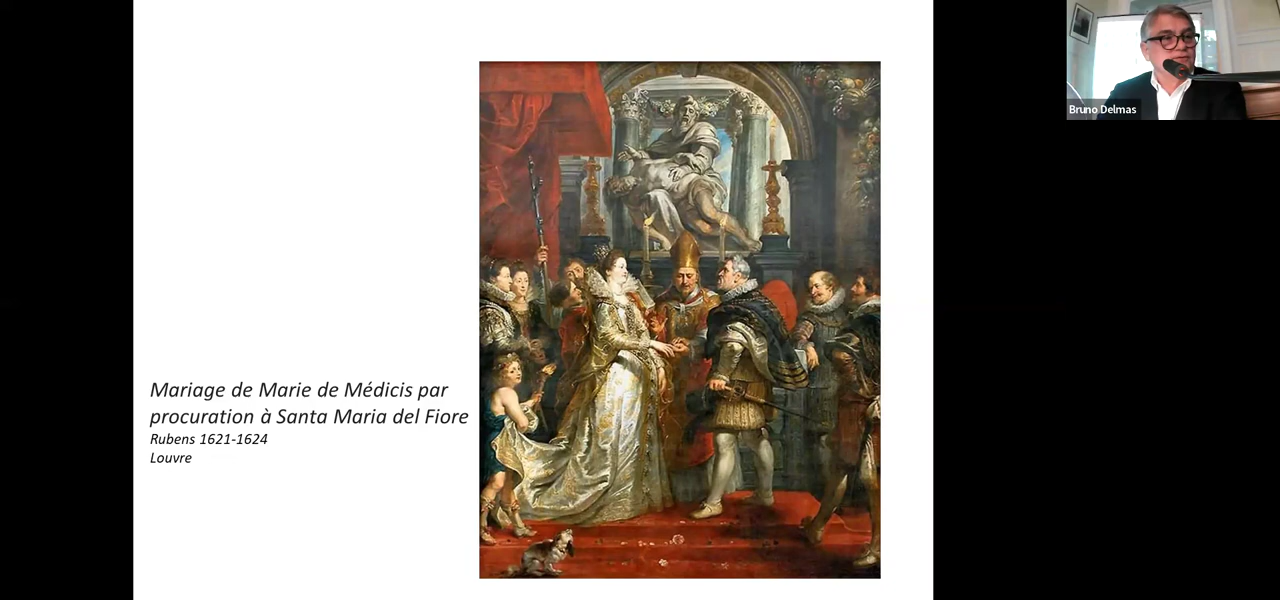 Mariage de Marie de Médicis par
procuration à Santa Maria del Fiore
Rubens 1621-1624
Louvre
Bruno Delmas